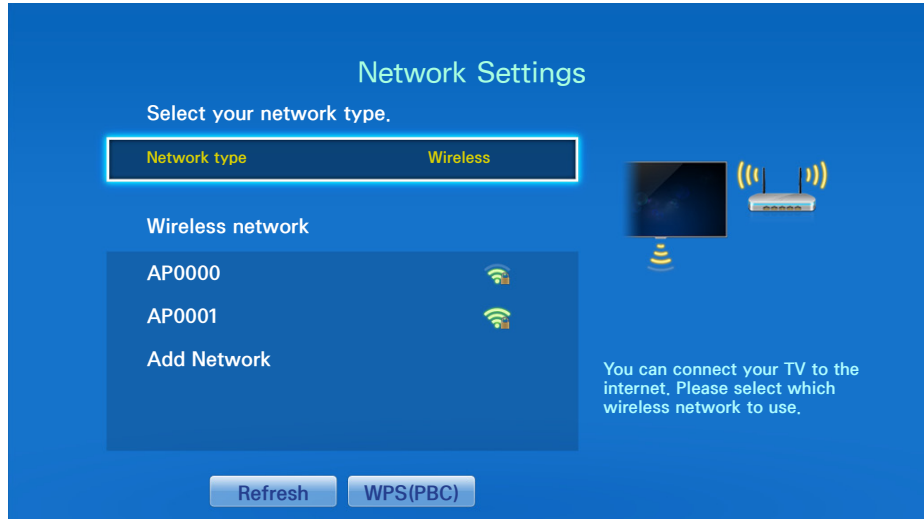 Network Settings
Select your network type.
Network type Wireless
Wireless network
AP0000
AP0001
Add Network
You can connect your TV to the
internet. Please select which
wireless network to use.
Refresh WPS(PBC)